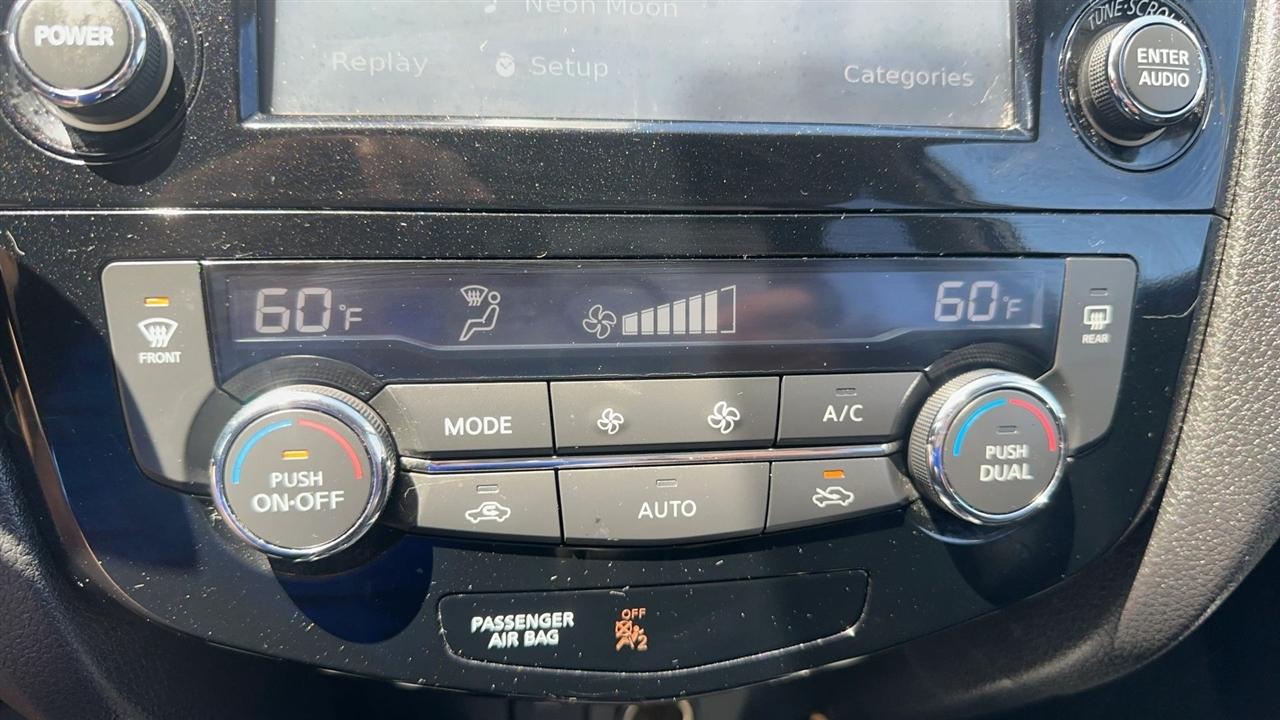 Neon Moon
Replay
Setup
Categories
POWER
TUNE·SCROLL
ENTER
AUDIO
60°F
60°F
FRONT
REAR
MODE
A/C
PUSH
ON·OFF
AUTO
PUSH
DUAL
PASSENGER
AIR BAG
OFF
2